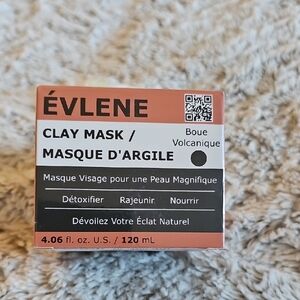 ÉVLENE
CLAY MASK /
MASQUE D'ARGILE
Boue
Volcanique
Masque Visage pour une Peau Magnifique
Détoxifier Rajeunir Nourrir
Dévoilez Votre Éclat Naturel
4.06 fl. oz. U.S. / 120 mL